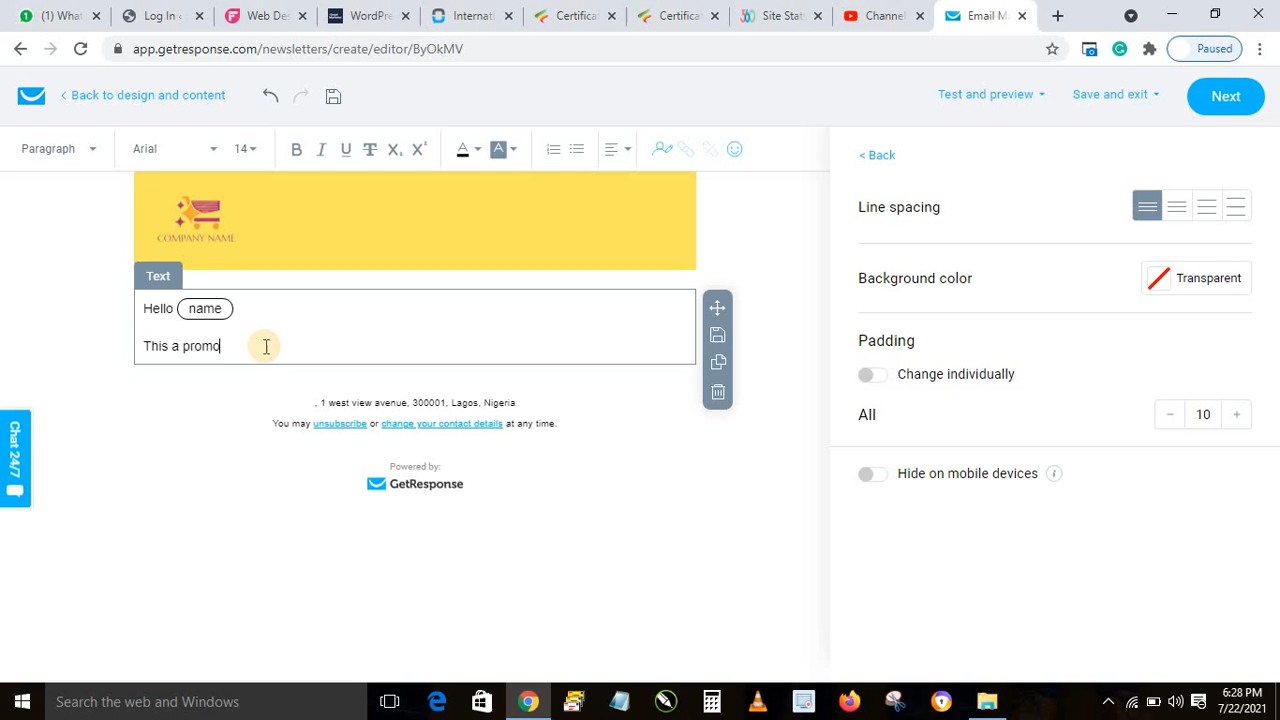 (1) What
Log In ‹
Web De
WordPre
Internati
Certifica
Certifica
Site Stat
Channel
Email M
app.getresponse.com/newsletters/create/editor/ByOkMV
Paused
< Back to design and content
Test and preview
Save and exit
Next
Paragraph
Arial
14
B I U T X, X^
A
A
< Back
Line spacing
COMPANY NAME
Text
Hello name
Background color
Transparent
This a promo
Padding
Change individually
, 1 west view avenue, 300001, Lagos, Nigeria
All
- 10 +
You may unsubscribe or change your contact details at any time.
Powered by:
GetResponse
Hide on mobile devices i
Chat 24/7
Search the web and Windows
6:28 PM
7/22/2021